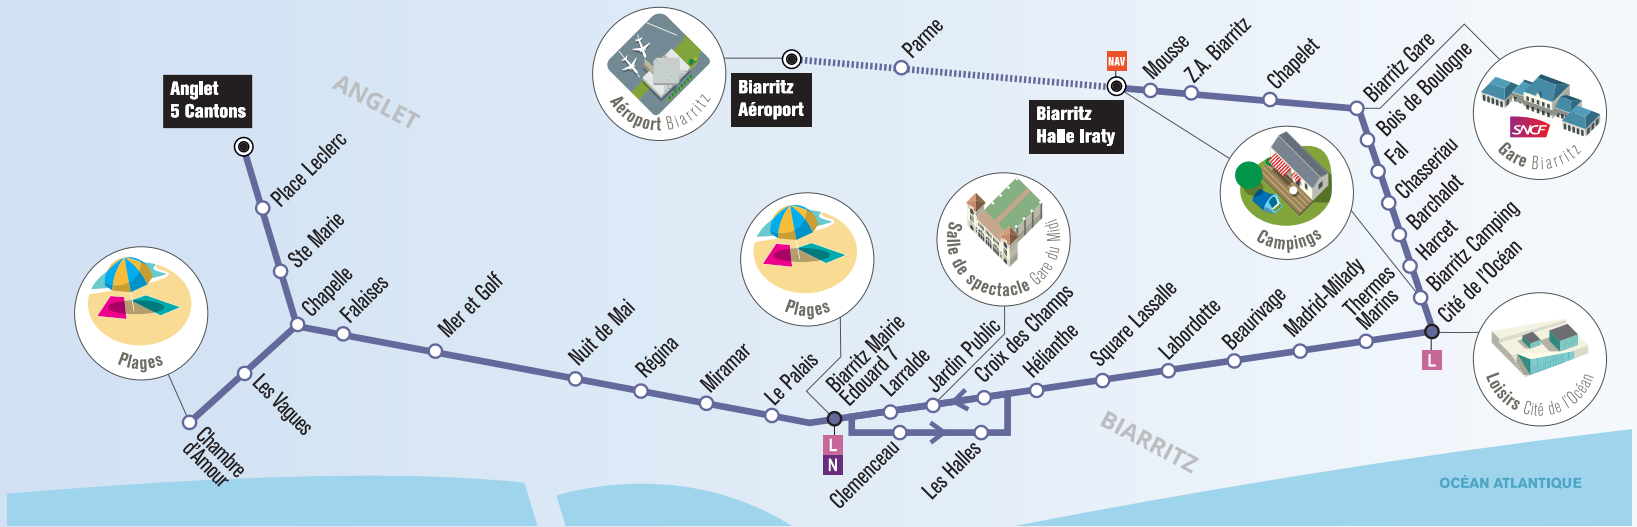 Anglet
5 Cantons
ANGLET
Place Leclerc
Ste Marie
Chapelle
Falaises
Plages
Les Vagues
Chambre
d'Amour
Mer et Golf
Nuit de Mai
Régina
Miramar
Le Palais
Plages
Biarritz Mairie
Edouard 7
L
N
Larralde
Jardin Public
Croix des Champs
Salle de spectacle Gare du Midi
Clemenceau
Les Halles
Hélianthe
Square Lassalle
Labordotte
Beaurivage
Madrid-Milady
Thermes
Marins
Cité de l'Océan
L
Loisirs Cité de l'Océan
Biarritz Camping
Harcet
Barchalot
Chasseriau
Fal
Bois de Boulogne
Biarritz Gare
SNCF
Gare Biarritz
Campings
Chapelet
Z.A. Biarritz
Mousse
NAV
Biarritz
Halle Iraty
Parme
Biarritz
Aéroport
Aéroport Biarritz
BIARRITZ
OCÉAN ATLANTIQUE